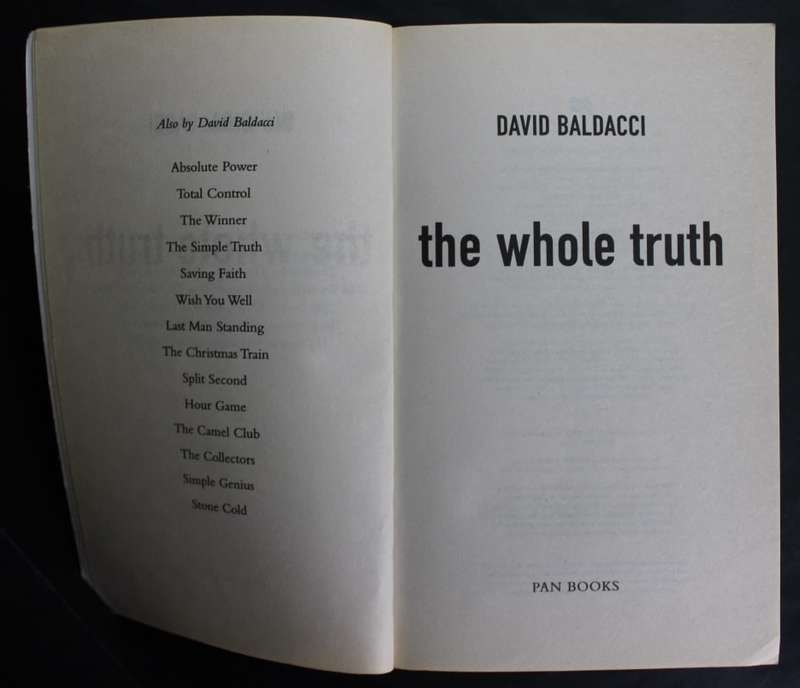 Also by David Baldacci
Absolute Power
Total Control
The Winner
The Simple Truth
Saving Faith
Wish You Well
Last Man Standing
The Christmas Train
Split Second
Hour Game
The Camel Club
The Collectors
Simple Genius
Stone Cold
DAVID BALDACCI
the whole truth
PAN BOOKS